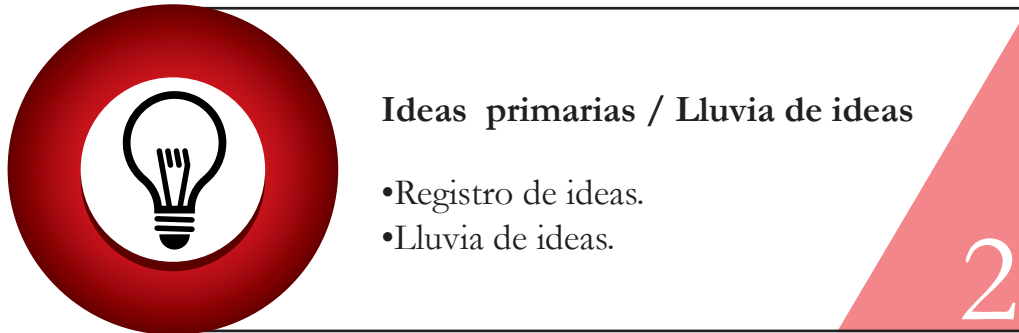 Ideas  primarias / Lluvia de ideas
•Registro de ideas.
•Lluvia de ideas.
2